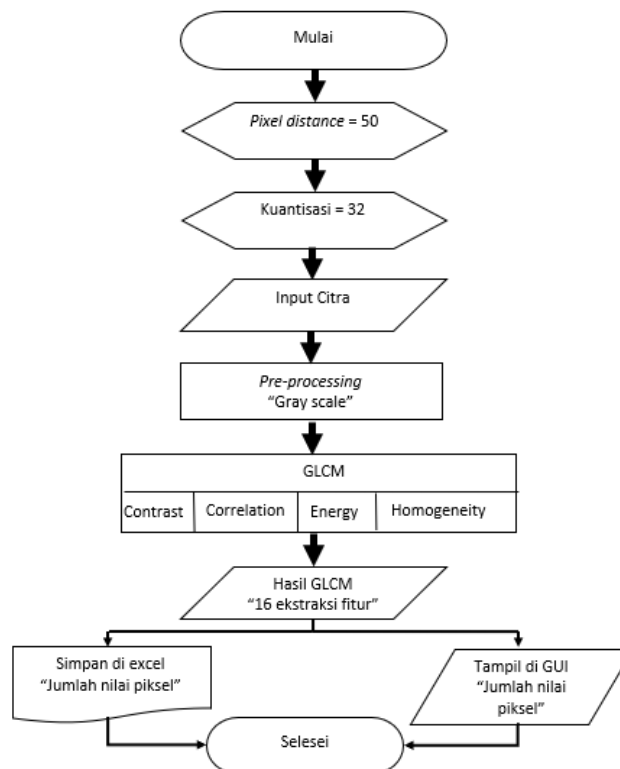 Mulai
Pixel distance = 50
Kuantisasi = 32
Input Citra
Pre-processing
“Gray scale”
GLCM
Contrast Correlation Energy Homogeneity
Hasil GLCM
“16 ekstraksi fitur”
Simpan di excel
“Jumlah nilai piksel”
Tampil di GUI
“Jumlah nilai
piksel”
Selesei